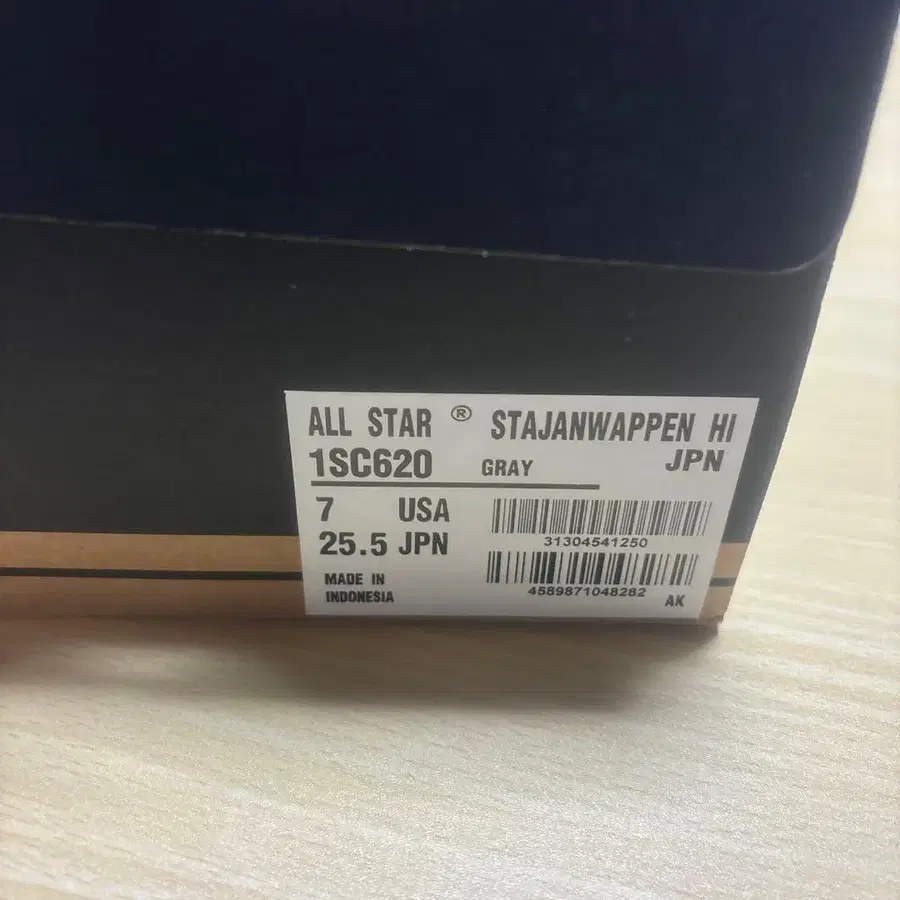 ALL STAR ® STAJANWAPPEN HI
1SC620 GRAY JPN
7 USA
31304541250
25.5 JPN
4589871048282
MADE IN
INDONESIA
AK